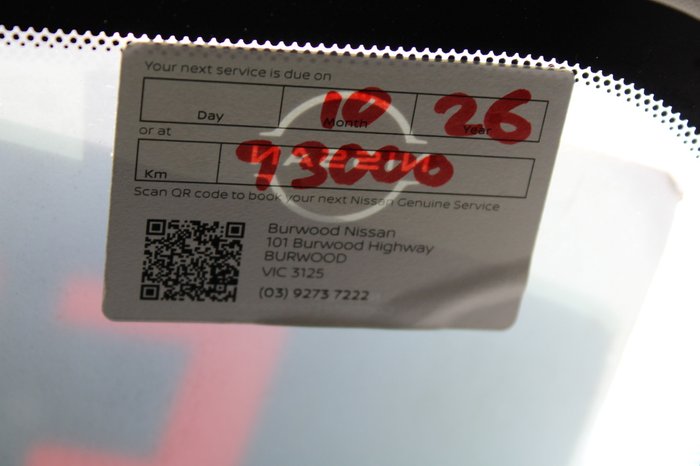 Your next service is due on
10 26
Day Month Year
or at
93000
Km
Scan QR code to book your next Nissan Genuine Service
Burwood Nissan
101 Burwood Highway
BURWOOD
VIC 3125
(03) 9273 7222